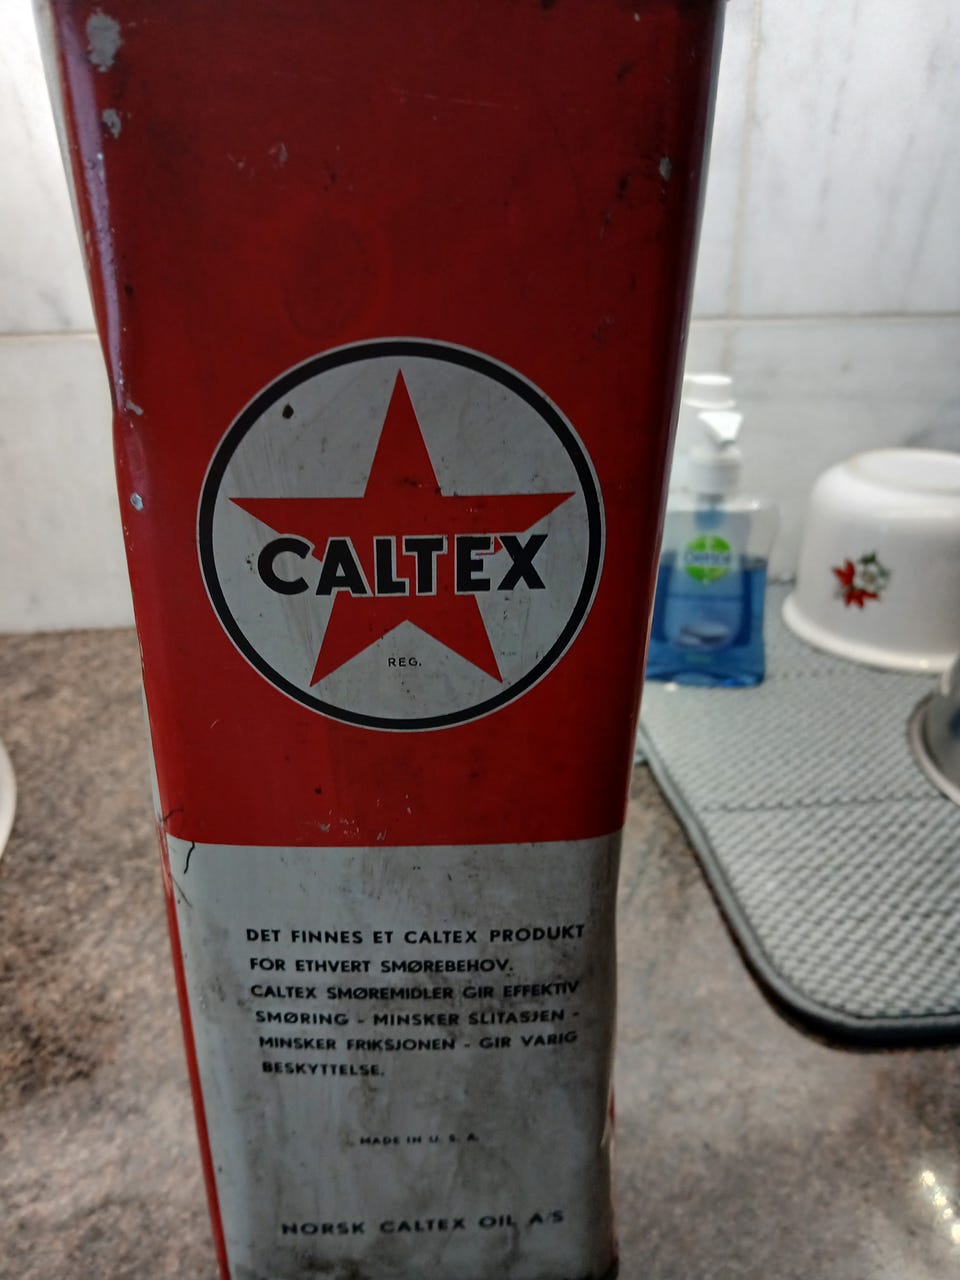 CALTEX
REG.
DET FINNES ET CALTEX PRODUKT
FOR ETHVERT SMØREBEHOV.
CALTEX SMØREMIDLER GIR EFFEKTIV
SMØRING - MINSKER SLITASJEN -
MINSKER FRIKSJONEN - GIR VARIG
BESKYTTELSE.
MADE IN U. S. A.
NORSK CALTEX OIL A/S